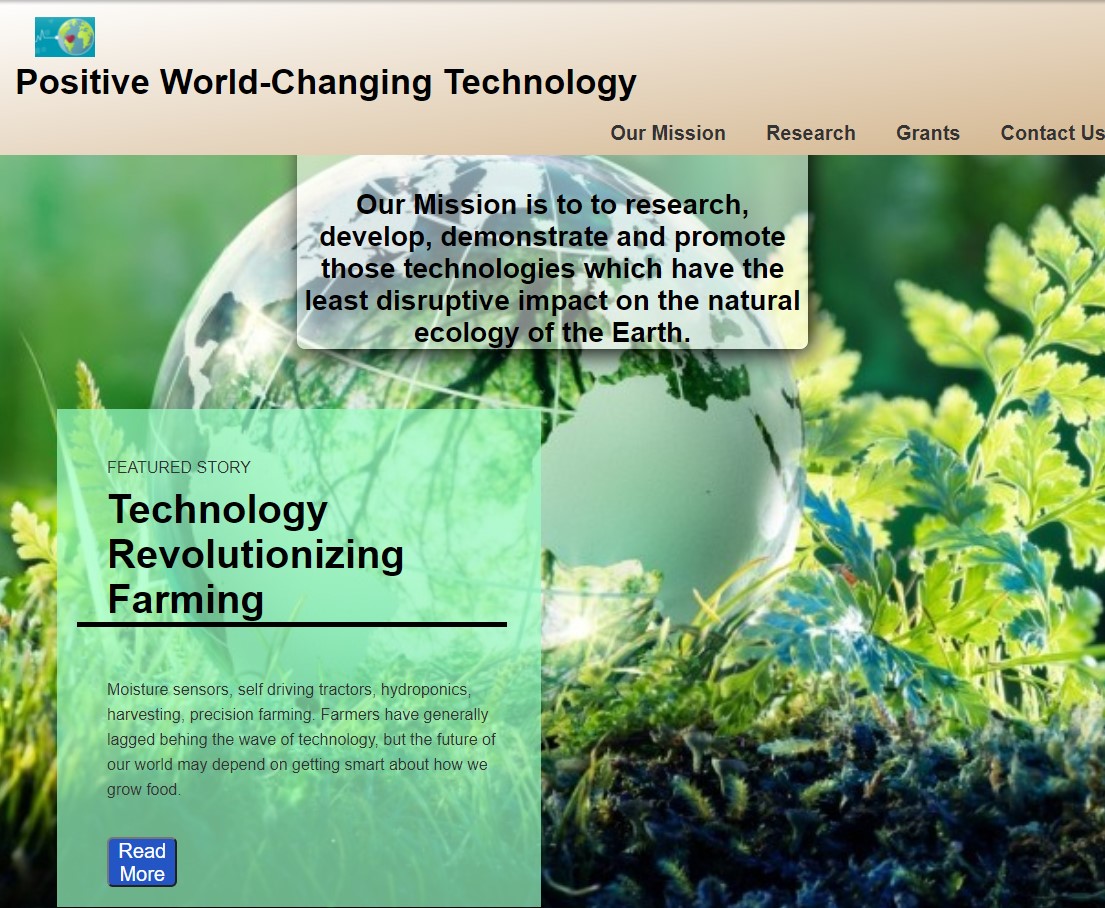 Positive World-Changing Technology
Our Mission Research Grants Contact Us
Our Mission is to to research,
develop, demonstrate and promote
those technologies which have the
least disruptive impact on the natural
ecology of the Earth.
FEATURED STORY
Technology
Revolutionizing
Farming
Moisture sensors, self driving tractors, hydroponics,
harvesting, precision farming. Farmers have generally
lagged behing the wave of technology, but the future of
our world may depend on getting smart about how we
grow food.
Read
More